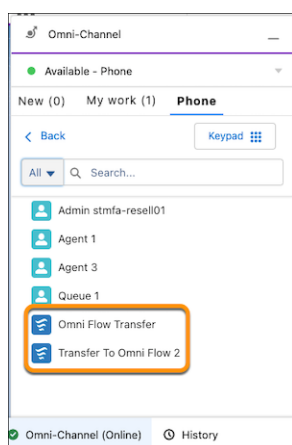 Omni-Channel
Available - Phone
New (0) My work (1) Phone
Back Keypad
All Search...
Admin stmfa-resell01
Agent 1
Agent 3
Queue 1
Omni Flow Transfer
Transfer To Omni Flow 2
Omni-Channel (Online) History